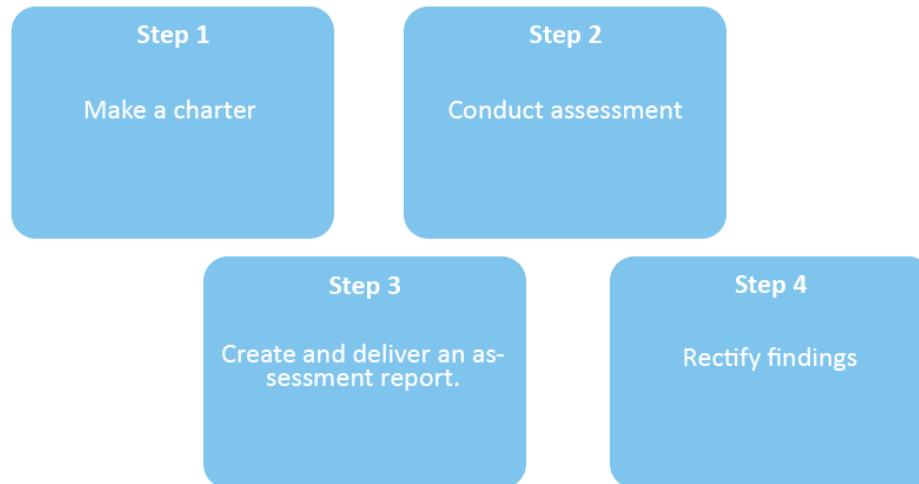 Step 1
Make a charter
Step 2
Conduct assessment
Step 3
Create and deliver an as-
sessment report.
Step 4
Rectify findings